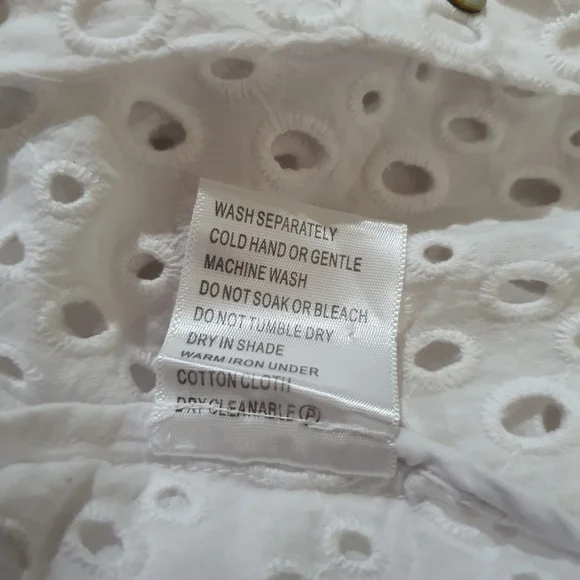 WASH SEPARATELY
COLD HAND OR GENTLE
MACHINE WASH
DO NOT SOAK OR BLEACH
DO NOT TUMBLE DRY
DRY IN SHADE
WARM IRON UNDER
COTTON CLOTH
DRY CLEANABLE Ⓟ